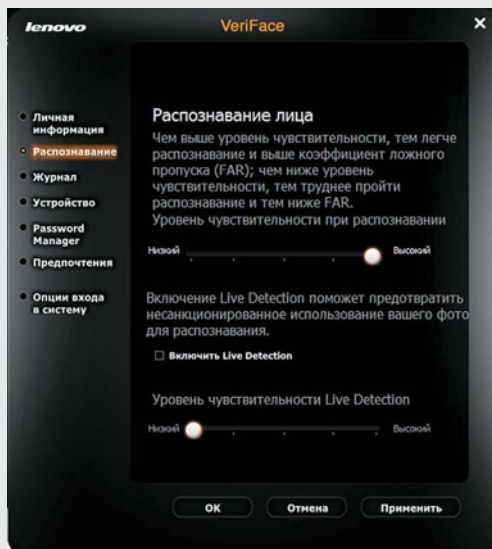 lenovo
VeriFace
×
Личная
информация
Распознавание
Журнал
Устройство
Password
Manager
Предпочтения
Опции входа
в систему
Распознавание лица
Чем выше уровень чувствительности, тем легче
распознавание и выше коэффициент ложного
пропуска (FAR); чем ниже уровень
чувствительности, тем труднее пройти
распознавание и тем ниже FAR.
Уровень чувствительности при распознавании
Низкий Высокий
Включение Live Detection поможет предотвратить
несанкционированное использование вашего фото
для распознавания.
Включить Live Detection
Уровень чувствительности Live Detection
Низкий Высокий
ОК Отмена Применить